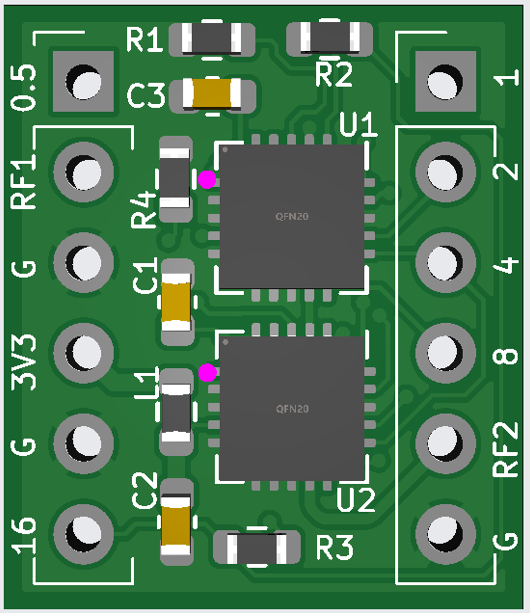 R1
R2
0.5
C3
1
U1
RF1
R4
QFN20
2
G
C1
4
3V3
L1
QFN20
8
G
C2
U2
RF2
16
R3
G